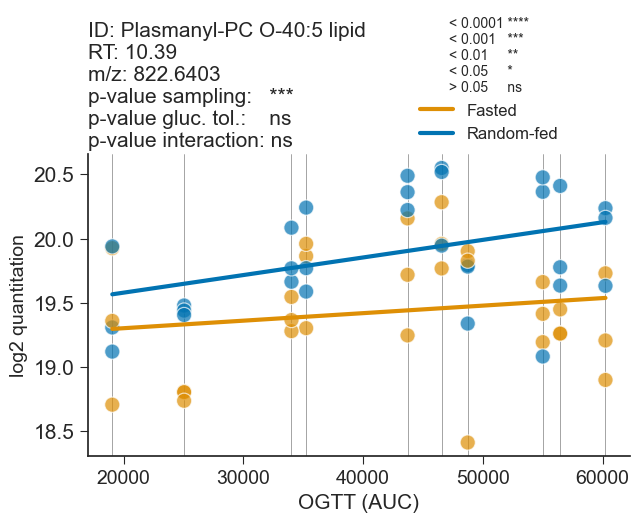 ID: Plasmanyl-PC O-40:5 lipid
RT: 10.39
m/z: 822.6403
p-value sampling: ***
p-value gluc. tol.: ns
p-value interaction: ns
< 0.0001 ****
< 0.001 ***
< 0.01 **
< 0.05 *
> 0.05 ns
Fasted
Random-fed
20.5
20.0
19.5
19.0
18.5
log2 quantitation
20000 30000 40000 50000 60000
OGTT (AUC)